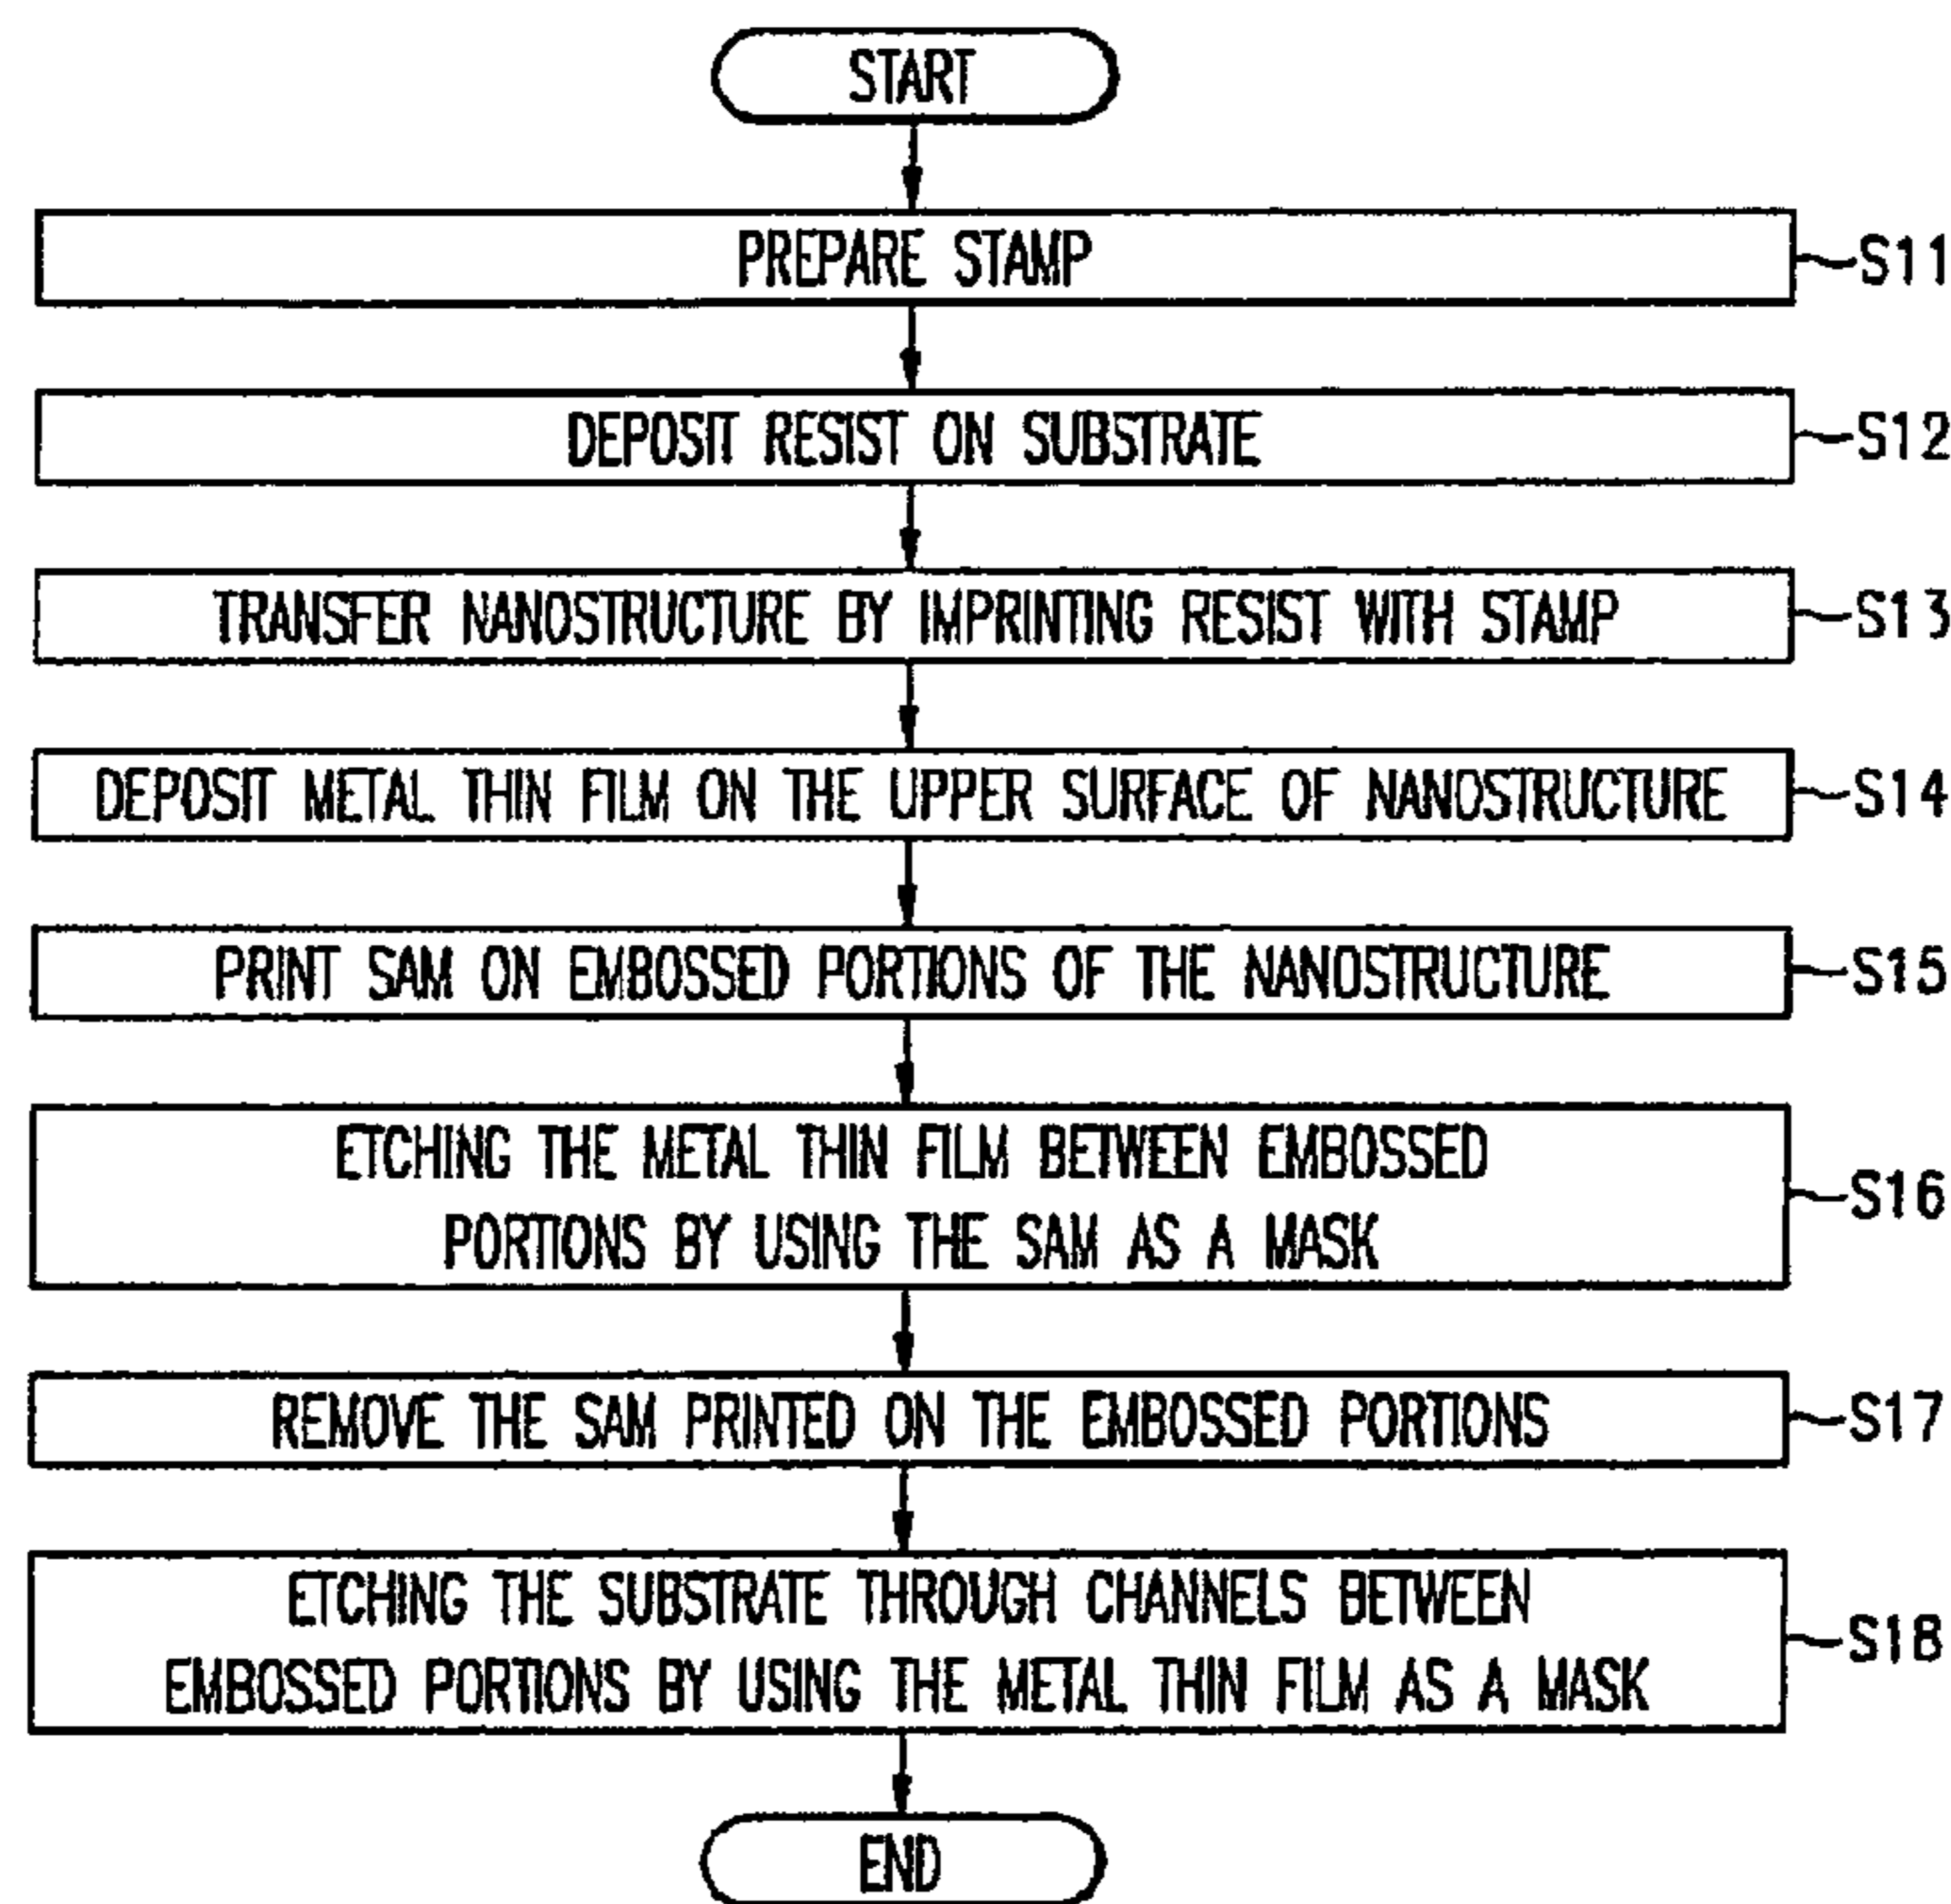 START
PREPARE STAMP
S11
DEPOSIT RESIST ON SUBSTRATE
S12
TRANSFER NANOSTRUCTURE BY IMPRINTING RESIST WITH STAMP
S13
DEPOSIT METAL THIN FILM ON THE UPPER SURFACE OF NANOSTRUCTURE
S14
PRINT SAM ON EMBOSSED PORTIONS OF THE NANOSTRUCTURE
S15
ETCHING THE METAL THIN FILM BETWEEN EMBOSSED
PORTIONS BY USING THE SAM AS A MASK
S16
REMOVE THE SAM PRINTED ON THE EMBOSSED PORTIONS
S17
ETCHING THE SUBSTRATE THROUGH CHANNELS BETWEEN
EMBOSSED PORTIONS BY USING THE METAL THIN FILM AS A MASK
S18
END